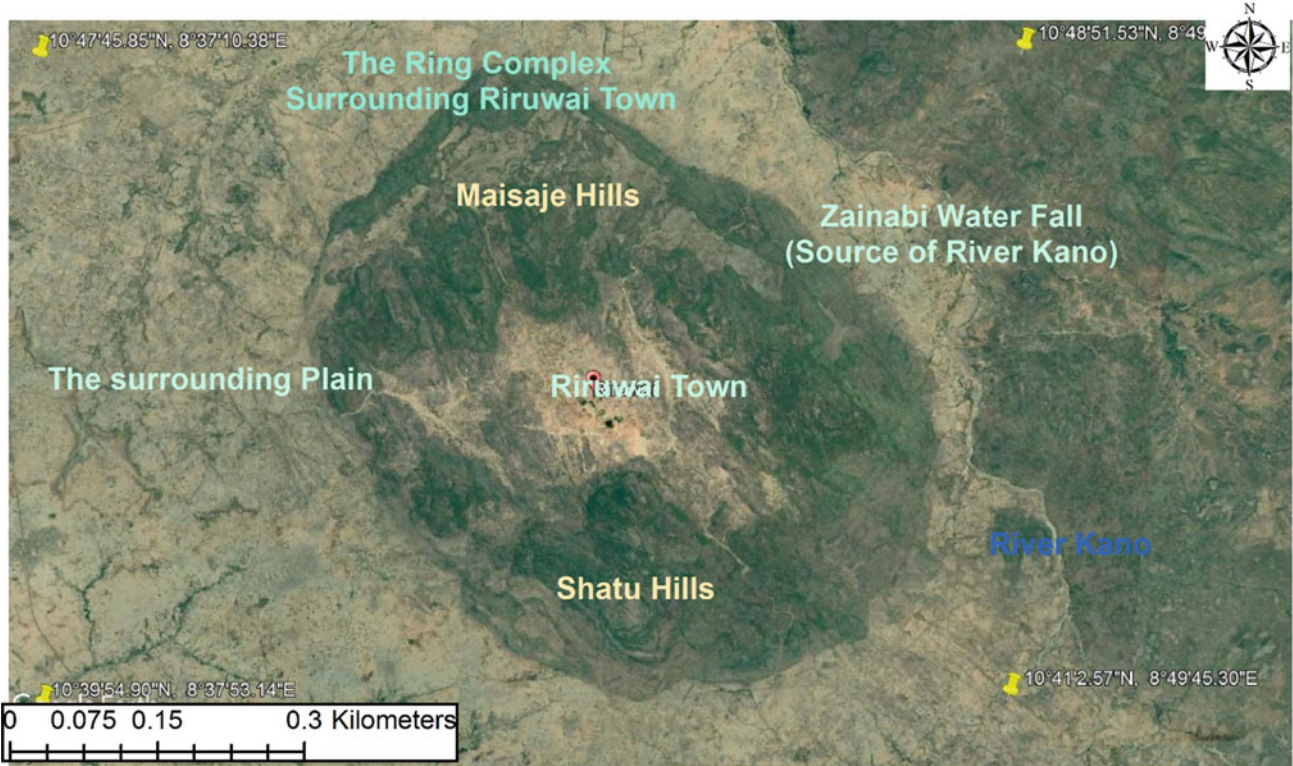 N
W E
S
10°47'45.85"N, 8°37'10.38"E
10°48'51.53"N, 8°49
The Ring Complex
Surrounding Riruwai Town
Maisaje Hills
Zainabi Water Fall
(Source of River Kano)
The surrounding Plain
Riruwai Town
River Kano
Shatu Hills
10°39'54.90"N, 8°37'53.14"E
10°41'2.57"N, 8°49'45.30"E
0 0.075 0.15 0.3 Kilometers